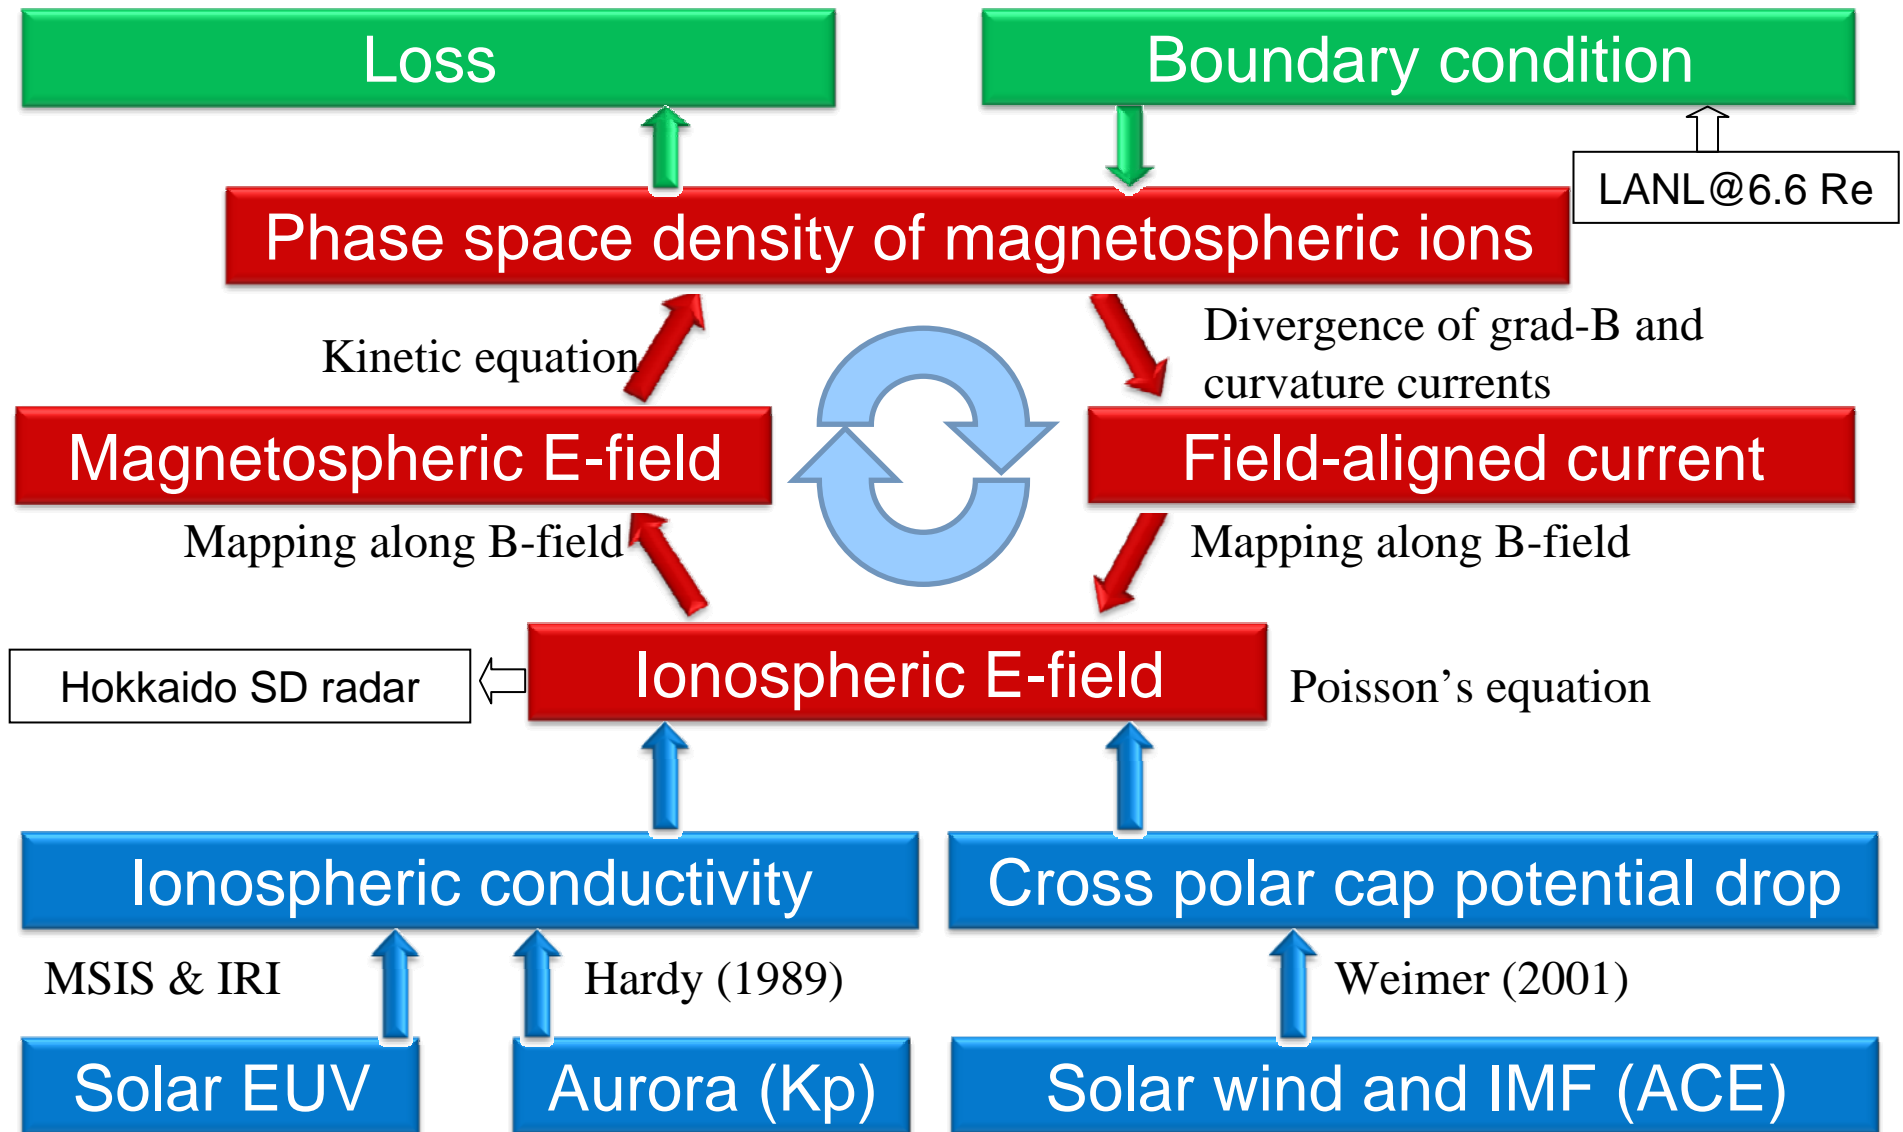 Loss
Boundary condition
LANL@6.6 Re
Phase space density of magnetospheric ions
Kinetic equation
Divergence of grad-B and
curvature currents
Magnetospheric E-field
Field-aligned current
Mapping along B-field
Mapping along B-field
Hokkaido SD radar
Ionospheric E-field
Poisson’s equation
Ionospheric conductivity
Cross polar cap potential drop
MSIS & IRI
Hardy (1989)
Weimer (2001)
Solar EUV
Aurora (Kp)
Solar wind and IMF (ACE)